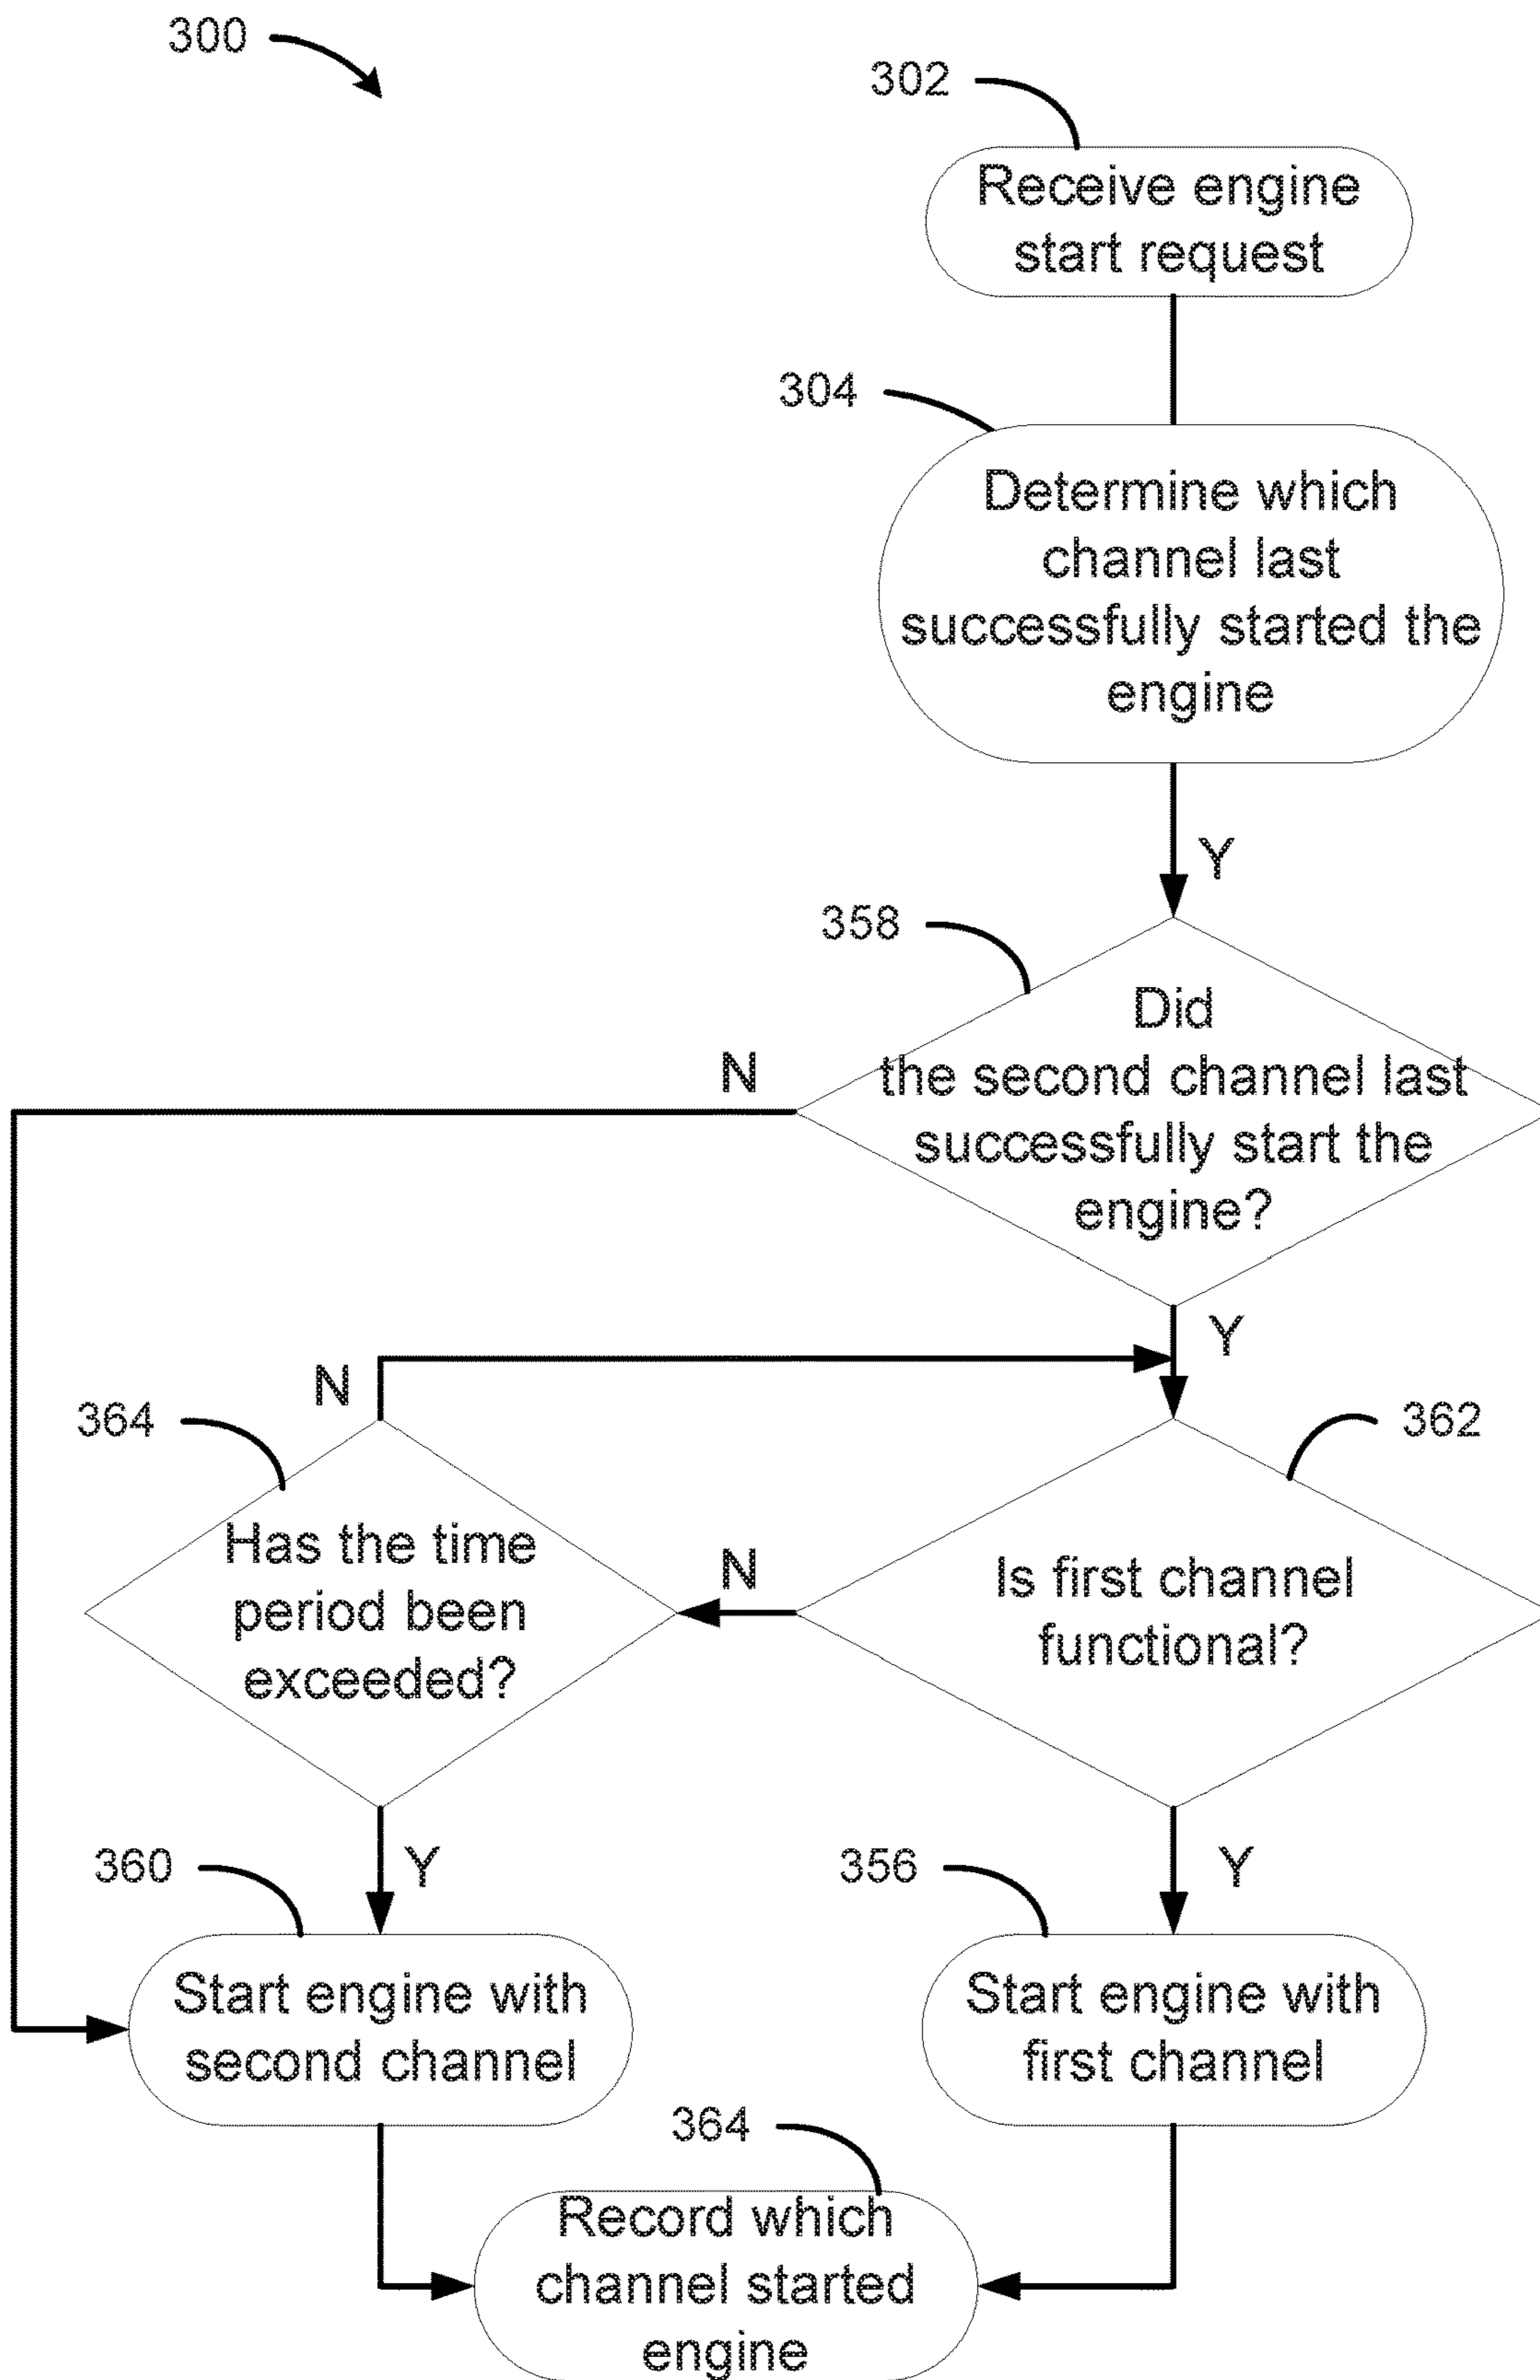 300
302
Receive engine
start request
304
Determine which
channel last
successfully started the
engine
Y
358
Did
the second channel last
successfully start the
engine?
N
Y
N
364
362
Has the time
period been
exceeded?
N
Is first channel
functional?
360
Y
356
Y
Start engine with
second channel
Start engine with
first channel
364
Record which
channel started
engine